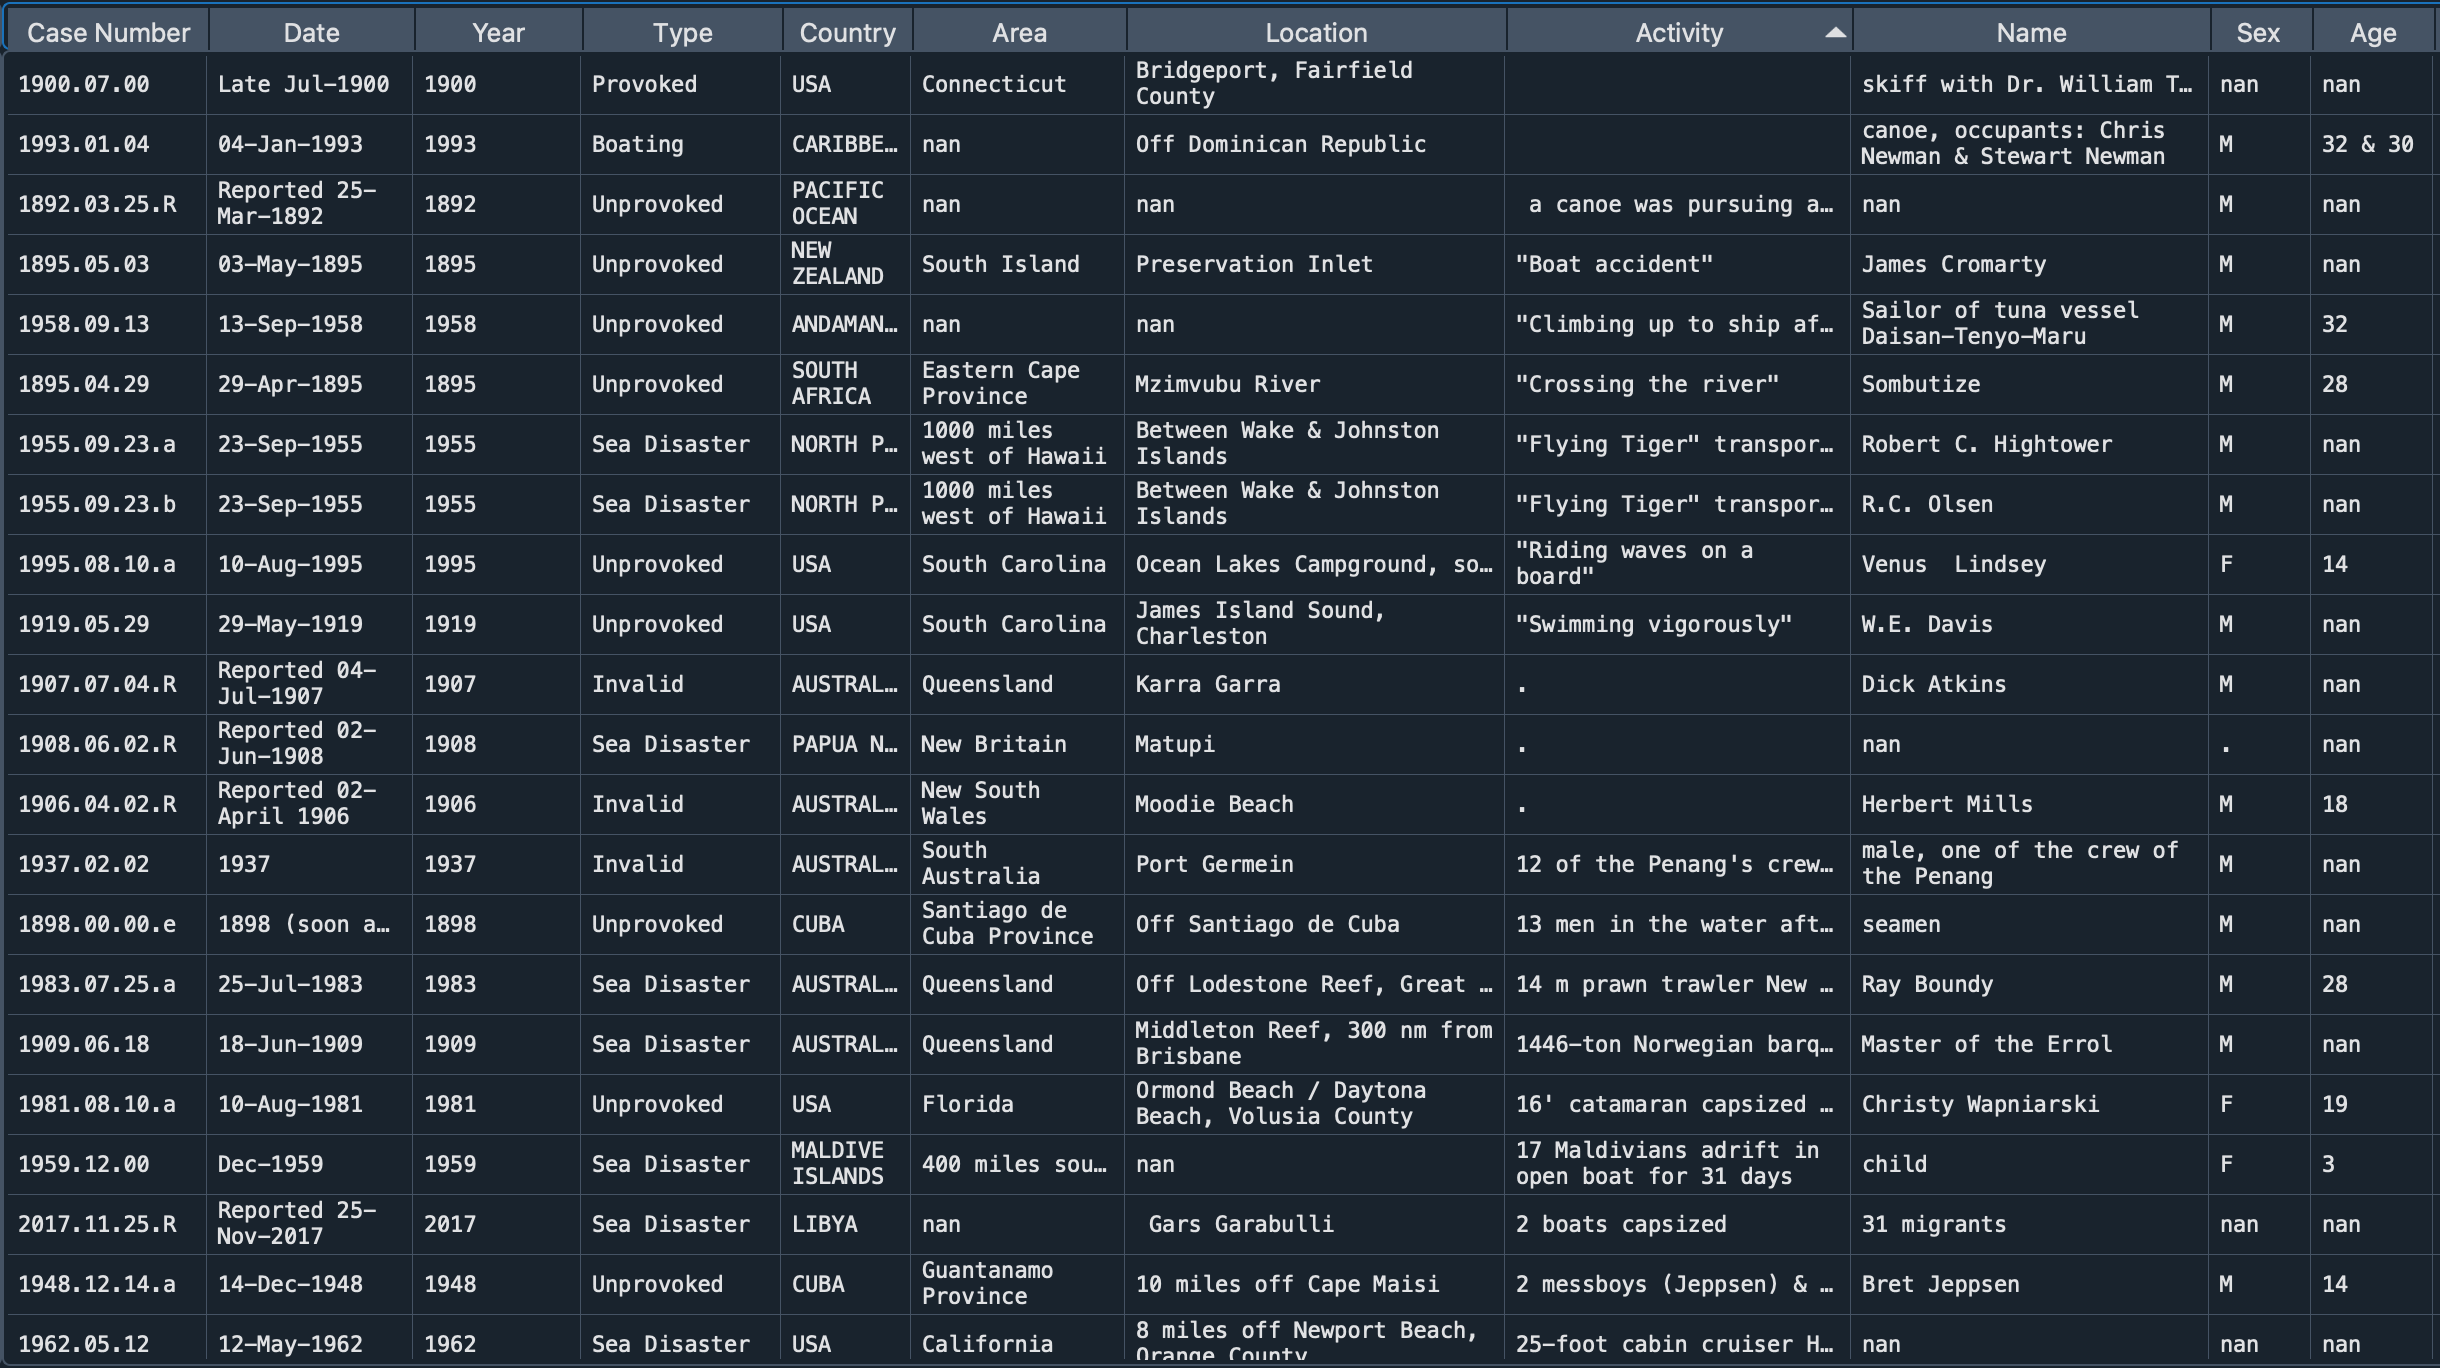 Case Number Date Year Type Country Area Location Activity Name Sex Age
1900.07.00 Late Jul-1900 1900 Provoked USA Connecticut Bridgeport, Fairfield County skiff with Dr. William T… nan nan
1993.01.04 04-Jan-1993 1993 Boating CARIBBE… nan Off Dominican Republic canoe, occupants: Chris Newman & Stewart Newman M 32 & 30
1892.03.25.R Reported 25-Mar-1892 1892 Unprovoked PACIFIC OCEAN nan nan a canoe was pursuing a… nan M nan
1895.05.03 03-May-1895 1895 Unprovoked NEW ZEALAND South Island Preservation Inlet "Boat accident" James Cromarty M nan
1958.09.13 13-Sep-1958 1958 Unprovoked ANDAMAN… nan nan "Climbing up to ship af… Sailor of tuna vessel Daisan-Tenyo-Maru M 32
1895.04.29 29-Apr-1895 1895 Unprovoked SOUTH AFRICA Eastern Cape Province Mzimvubu River "Crossing the river" Sombutize M 28
1955.09.23.a 23-Sep-1955 1955 Sea Disaster NORTH P… 1000 miles west of Hawaii Between Wake & Johnston Islands "Flying Tiger" transpor… Robert C. Hightower M nan
1955.09.23.b 23-Sep-1955 1955 Sea Disaster NORTH P… 1000 miles west of Hawaii Between Wake & Johnston Islands "Flying Tiger" transpor… R.C. Olsen M nan
1995.08.10.a 10-Aug-1995 1995 Unprovoked USA South Carolina Ocean Lakes Campground, so… "Riding waves on a board" Venus  Lindsey F 14
1919.05.29 29-May-1919 1919 Unprovoked USA South Carolina James Island Sound, Charleston "Swimming vigorously" W.E. Davis M nan
1907.07.04.R Reported 04-Jul-1907 1907 Invalid AUSTRAL… Queensland Karra Garra . Dick Atkins M nan
1908.06.02.R Reported 02-Jun-1908 1908 Sea Disaster PAPUA N… New Britain Matupi . nan . nan
1906.04.02.R Reported 02-April 1906 1906 Invalid AUSTRAL… New South Wales Moodie Beach . Herbert Mills M 18
1937.02.02 1937 1937 Invalid AUSTRAL… South Australia Port Germein 12 of the Penang's crew… male, one of the crew of the Penang M nan
1898.00.00.e 1898 (soon a… 1898 Unprovoked CUBA Santiago de Cuba Province Off Santiago de Cuba 13 men in the water aft… seamen M nan
1983.07.25.a 25-Jul-1983 1983 Sea Disaster AUSTRAL… Queensland Off Lodestone Reef, Great … 14 m prawn trawler New … Ray Boundy M 28
1909.06.18 18-Jun-1909 1909 Sea Disaster AUSTRAL… Queensland Middleton Reef, 300 nm from Brisbane 1446-ton Norwegian barq… Master of the Errol M nan
1981.08.10.a 10-Aug-1981 1981 Unprovoked USA Florida Ormond Beach / Daytona Beach, Volusia County 16' catamaran capsized … Christy Wapniarski F 19
1959.12.00 Dec-1959 1959 Sea Disaster MALDIVE ISLANDS 400 miles sou… nan 17 Maldivians adrift in open boat for 31 days child F 3
2017.11.25.R Reported 25-Nov-2017 2017 Sea Disaster LIBYA nan Gars Garabulli 2 boats capsized 31 migrants nan nan
1948.12.14.a 14-Dec-1948 1948 Unprovoked CUBA Guantanamo Province 10 miles off Cape Maisi 2 messboys (Jeppsen) & … Bret Jeppsen M 14
1962.05.12 12-May-1962 1962 Sea Disaster USA California 8 miles off Newport Beach, Orange County 25-foot cabin cruiser H… nan nan nan